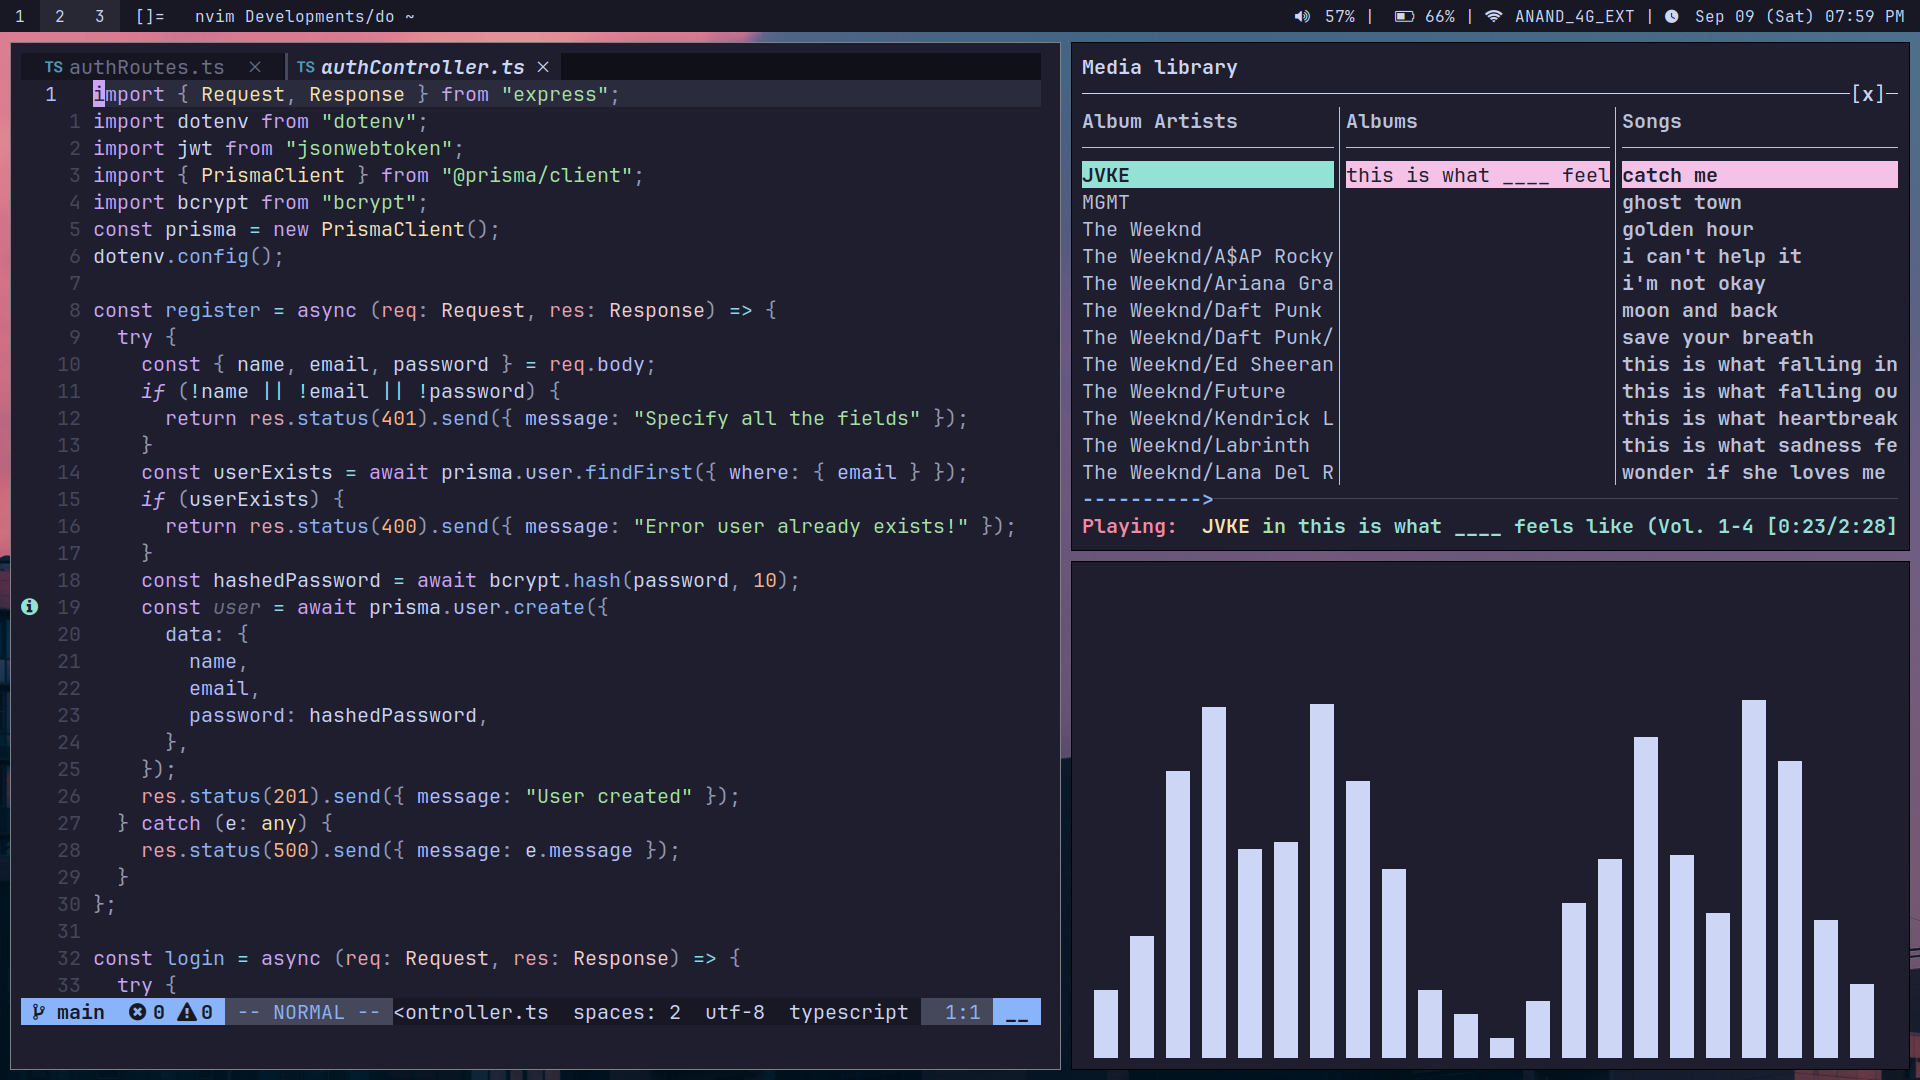 1 2 3 []= nvim Developments/do ~
57% | 66% | ANAND_4G_EXT | Sep 09 (Sat) 07:59 PM
TS authRoutes.ts × TS authController.ts ×
1 import { Request, Response } from "express";
1 import dotenv from "dotenv";
2 import jwt from "jsonwebtoken";
3 import { PrismaClient } from "@prisma/client";
4 import bcrypt from "bcrypt";
5 const prisma = new PrismaClient();
6 dotenv.config();
7
8 const register = async (req: Request, res: Response) => {
9 try {
10 const { name, email, password } = req.body;
11 if (!name || !email || !password) {
12 return res.status(401).send({ message: "Specify all the fields" });
13 }
14 const userExists = await prisma.user.findFirst({ where: { email } });
15 if (userExists) {
16 return res.status(400).send({ message: "Error user already exists!" });
17 }
18 const hashedPassword = await bcrypt.hash(password, 10);
19 const user = await prisma.user.create({
20 data: {
21 name,
22 email,
23 password: hashedPassword,
24 },
25 });
26 res.status(201).send({ message: "User created" });
27 } catch (e: any) {
28 res.status(500).send({ message: e.message });
29 }
30 };
31
32 const login = async (req: Request, res: Response) => {
33 try {
main 0 0 -- NORMAL -- <ontroller.ts spaces: 2 utf-8 typescript 1:1 __
Media library
[x]
Album Artists
JVKE
MGMT
The Weeknd
The Weeknd/A$AP Rocky
The Weeknd/Ariana Gra
The Weeknd/Daft Punk
The Weeknd/Daft Punk/
The Weeknd/Ed Sheeran
The Weeknd/Future
The Weeknd/Kendrick L
The Weeknd/Labrinth
The Weeknd/Lana Del R
Albums
this is what ____ feel
Songs
catch me
ghost town
golden hour
i can't help it
i'm not okay
moon and back
save your breath
this is what falling in
this is what falling ou
this is what heartbreak
this is what sadness fe
wonder if she loves me
---------->
Playing: JVKE in this is what ____ feels like (Vol. 1-4 [0:23/2:28]